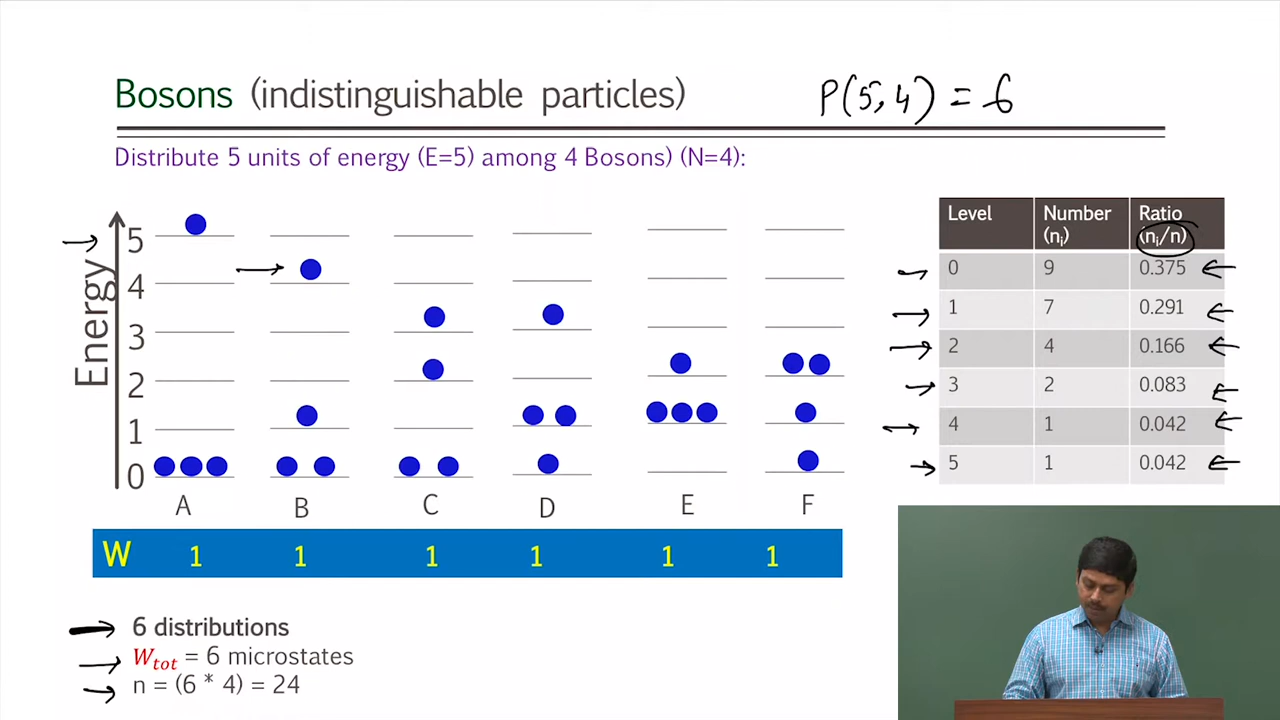 Bosons (indistinguishable particles)
P(5,4) = 6
Distribute 5 units of energy (E=5) among 4 Bosons) (N=4):
Energy
5
4
3
2
1
0
A B C D E F
W 1 1 1 1 1 1
6 distributions
Wtot = 6 microstates
n = (6 * 4) = 24
Level Number (ni) Ratio (ni/n)
0 9 0.375
1 7 0.291
2 4 0.166
3 2 0.083
4 1 0.042
5 1 0.042